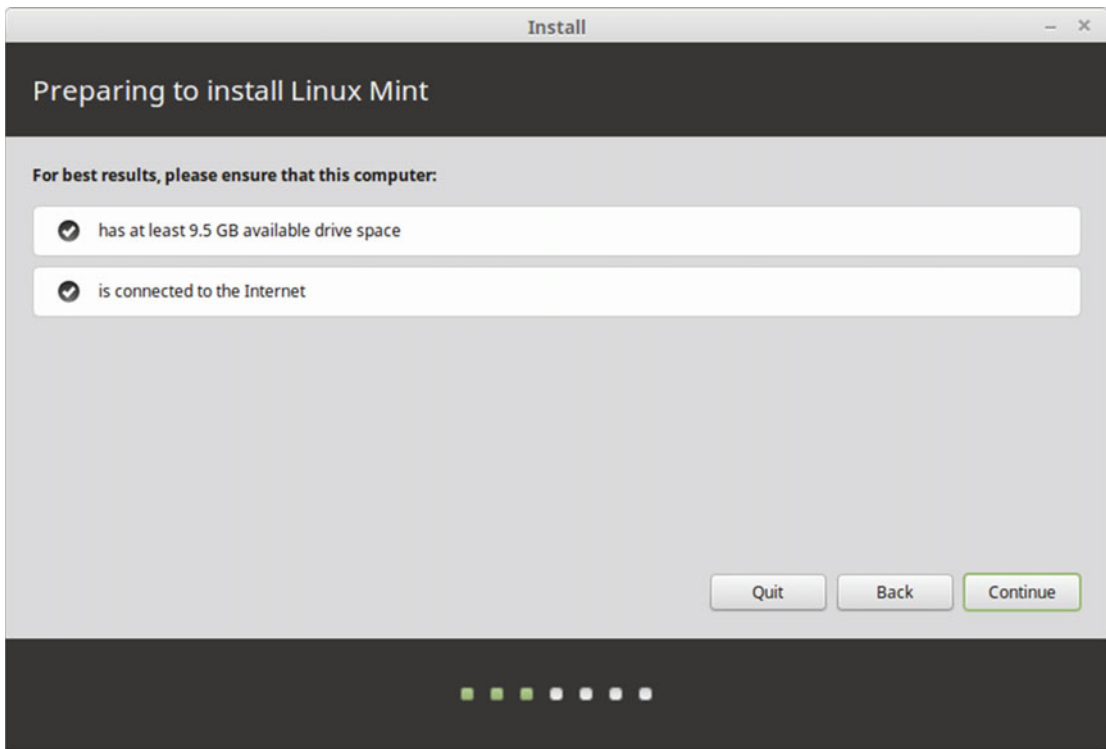 Install
Preparing to install Linux Mint
For best results, please ensure that this computer:
has at least 9.5 GB available drive space
is connected to the Internet
Quit Back Continue